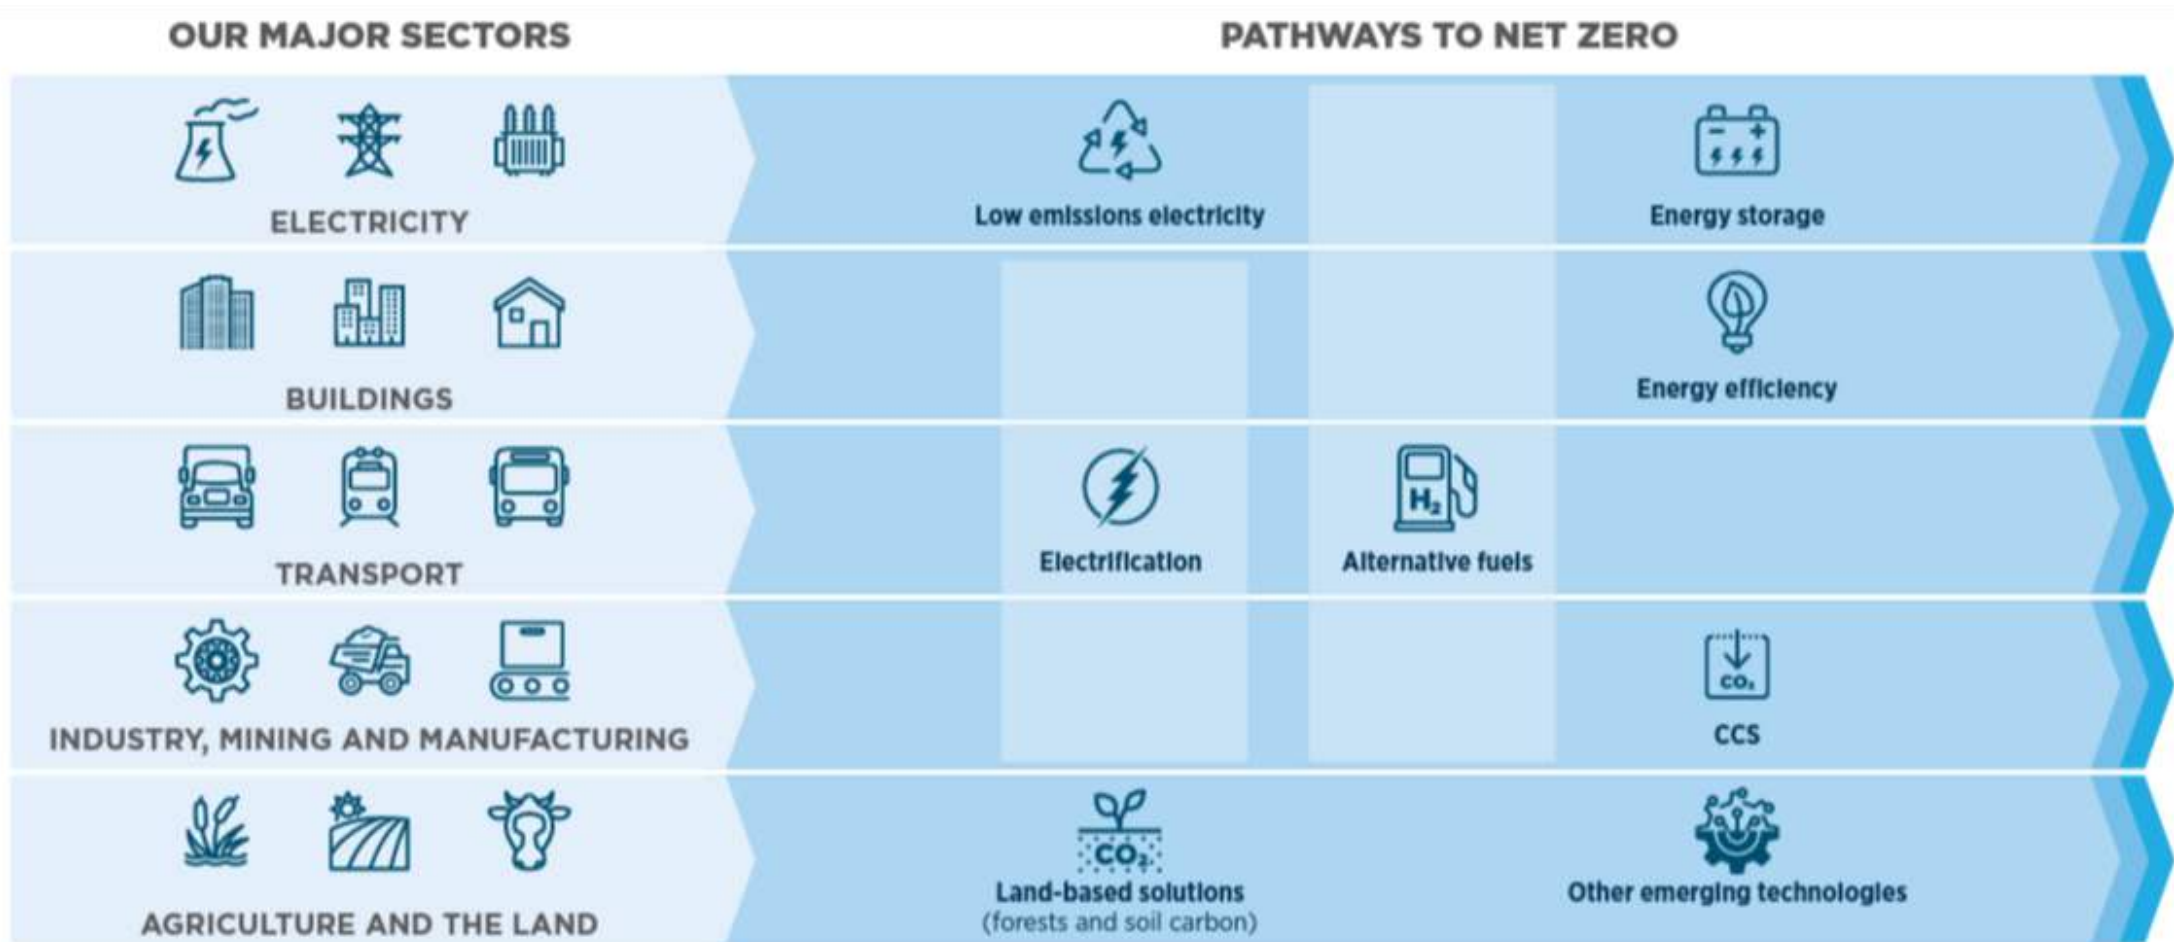 OUR MAJOR SECTORS
PATHWAYS TO NET ZERO
ELECTRICITY
Low emissions electricity
Energy storage
BUILDINGS
Energy efficiency
TRANSPORT
Electrification
H₂
Alternative fuels
INDUSTRY, MINING AND MANUFACTURING
CO₂
CCS
AGRICULTURE AND THE LAND
CO₂
Land-based solutions
(forests and soil carbon)
Other emerging technologies